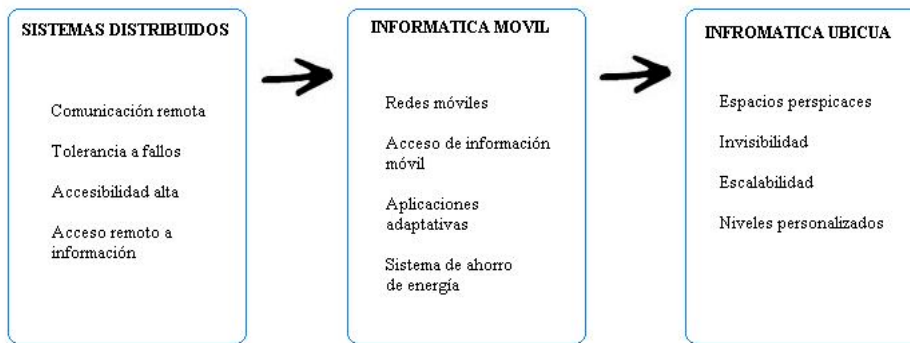 SISTEMAS DISTRIBUIDOS
Comunicación remota
Tolerancia a fallos
Accesibilidad alta
Acceso remoto a
información
INFORMATICA MOVIL
Redes móviles
Acceso de información
móvil
Aplicaciones
adaptativas
Sistema de ahorro
de energía
INFROMATICA UBICUA
Espacios perspicaces
Invisibilidad
Escalabilidad
Niveles personalizados